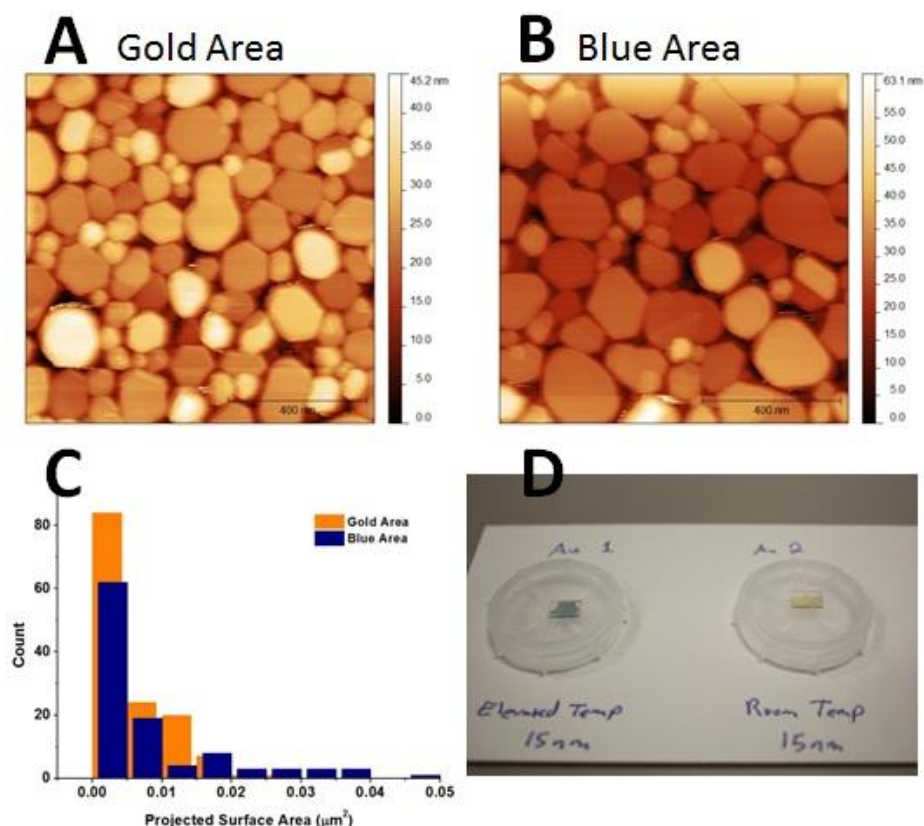 A Gold Area
45.2 nm
40.0
35.0
30.0
25.0
20.0
15.0
10.0
5.0
0.0
400 nm
B Blue Area
63.1 nm
55.0
50.0
45.0
40.0
35.0
30.0
25.0
20.0
15.0
10.0
5.0
0.0
400 nm
C
Gold Area
Blue Area
80
60
40
20
0
Count
0.00 0.01 0.02 0.03 0.04 0.05
Projected Surface Area (μm²)
D
Au 1 Au 2
Elevated Temp Room Temp
15nm 15nm